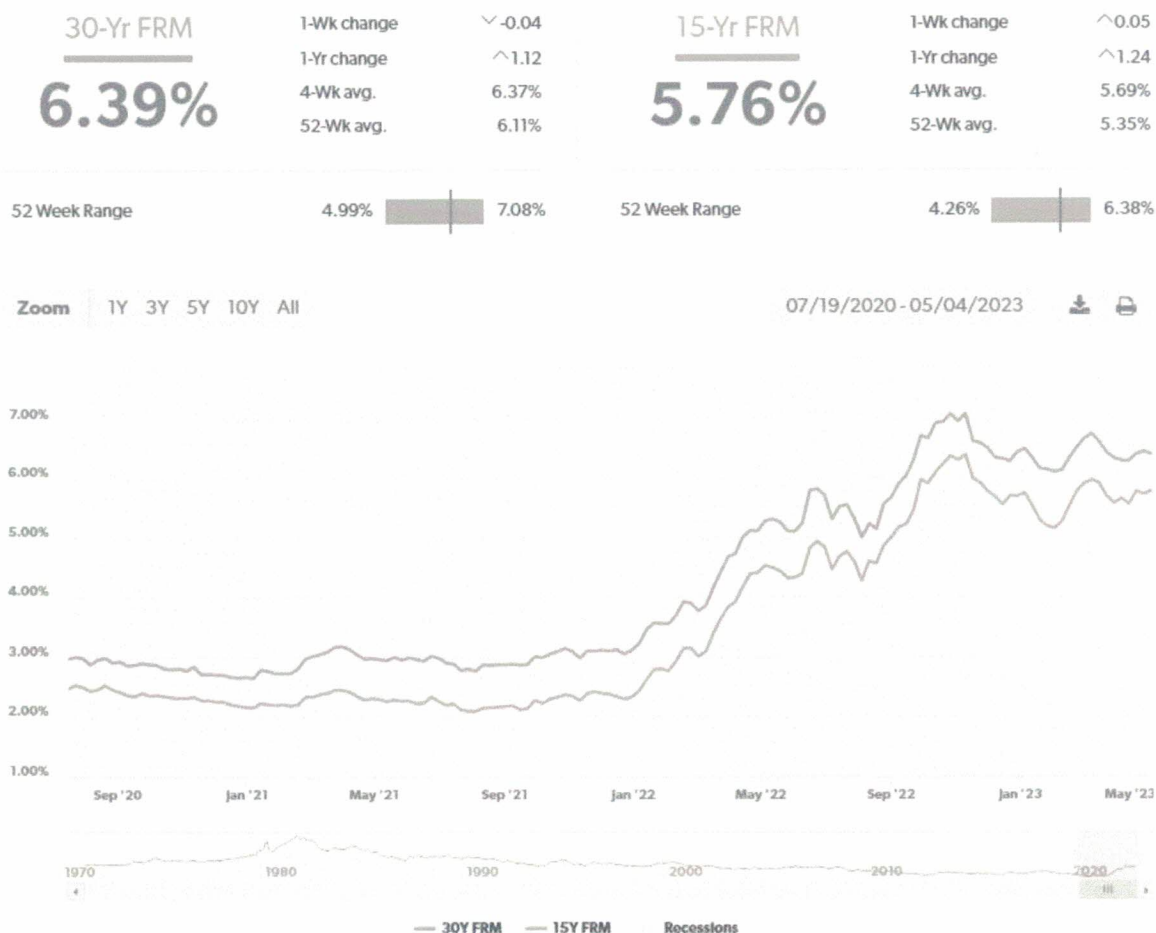 30-Yr FRM
6.39%
1-Wk change -0.04
1-Yr change 1.12
4-Wk avg. 6.37%
52-Wk avg. 6.11%
15-Yr FRM
5.76%
1-Wk change 0.05
1-Yr change 1.24
4-Wk avg. 5.69%
52-Wk avg. 5.35%
52 Week Range 4.99% 7.08%
52 Week Range 4.26% 6.38%
Zoom 1Y 3Y 5Y 10Y All 07/19/2020 - 05/04/2023
7.00%
6.00%
5.00%
4.00%
3.00%
2.00%
1.00%
Sep '20 Jan '21 May '21 Sep '21 Jan '22 May '22 Sep '22 Jan '23 May '23
1970 1980 1990 2000 2010 2020
30Y FRM 15Y FRM Recessions